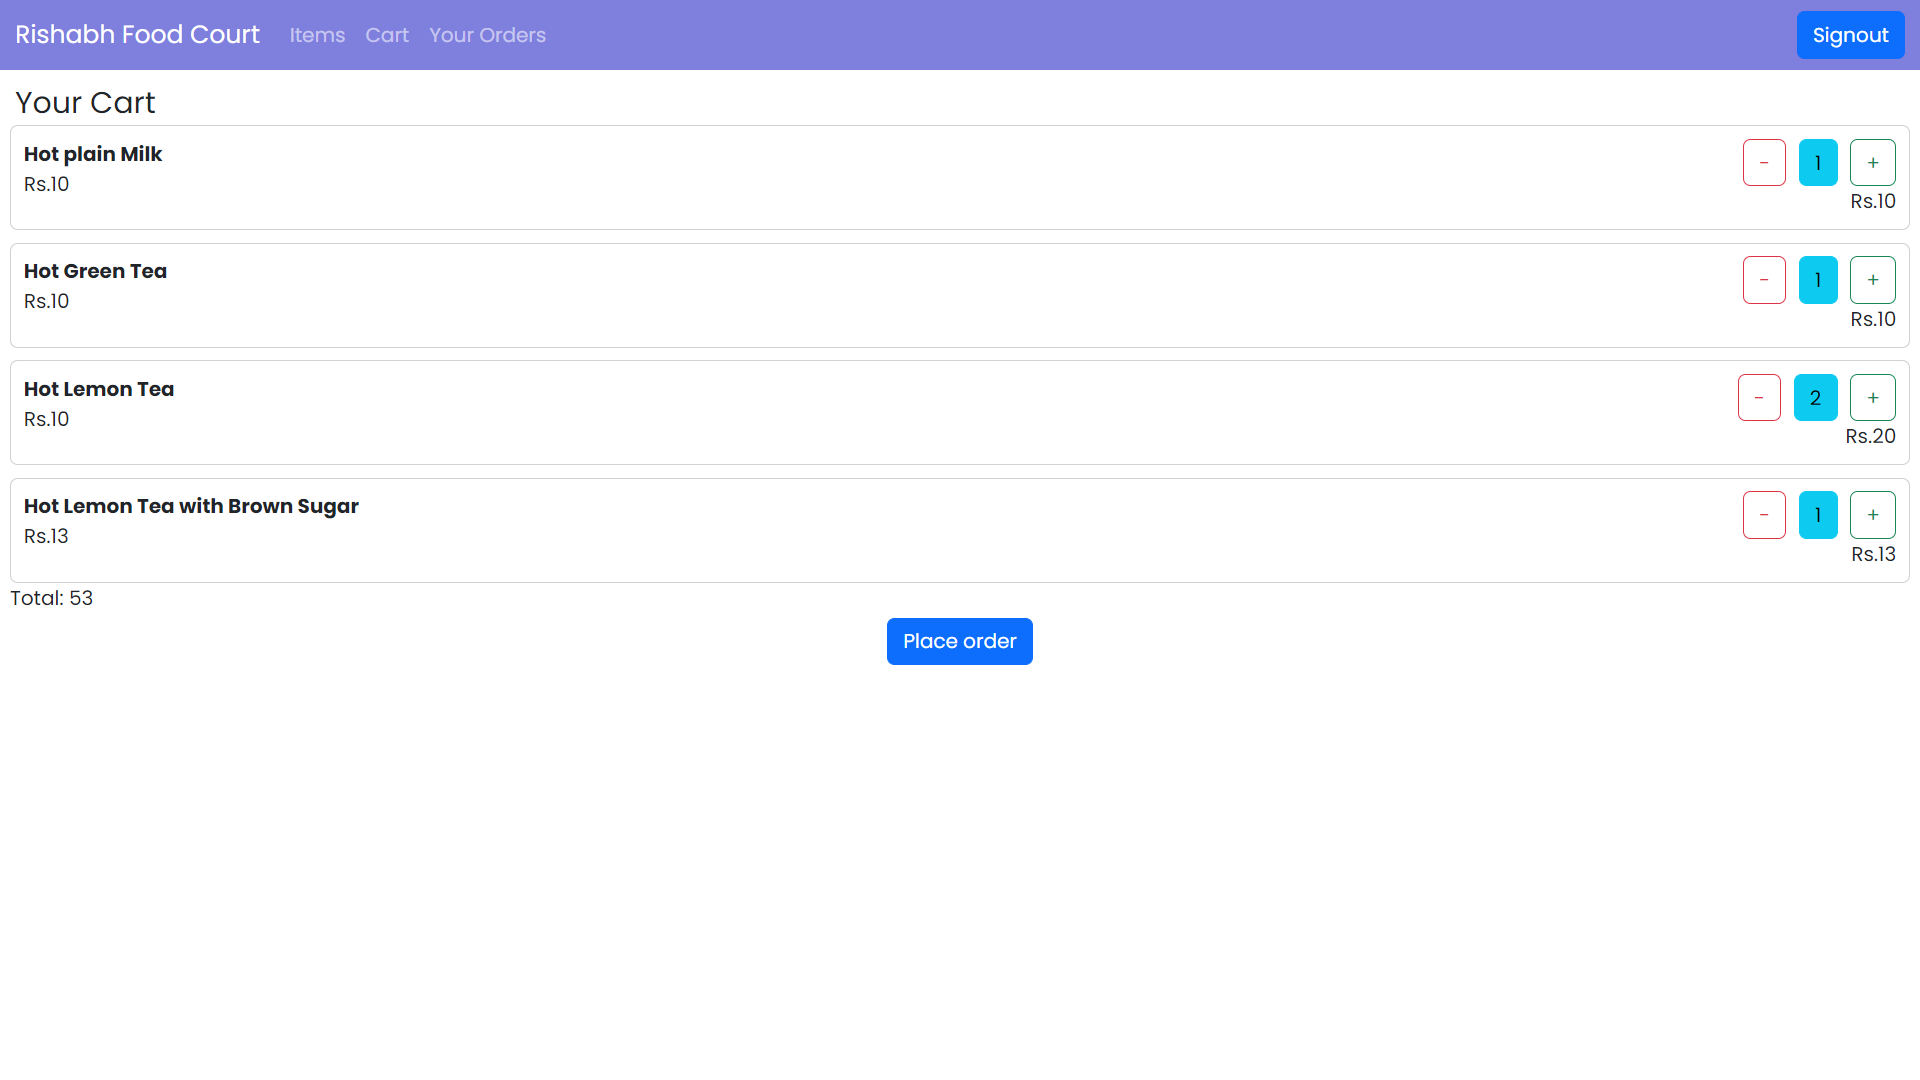 Rishabh Food Court Items Cart Your Orders Signout
Your Cart
Hot plain Milk - 1 +
Rs.10
Rs.10
Hot Green Tea - 1 +
Rs.10
Rs.10
Hot Lemon Tea - 2 +
Rs.10
Rs.20
Hot Lemon Tea with Brown Sugar - 1 +
Rs.13
Rs.13
Total: 53
Place order